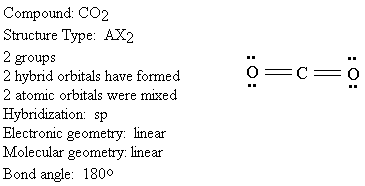 Compound: CO2
Structure Type:  AX2
2 groups
2 hybrid orbitals have formed
2 atomic orbitals were mixed
Hybridization:  sp
Electronic geometry:  linear
Molecular geometry: linear
Bond angle:  180º
O=C=O